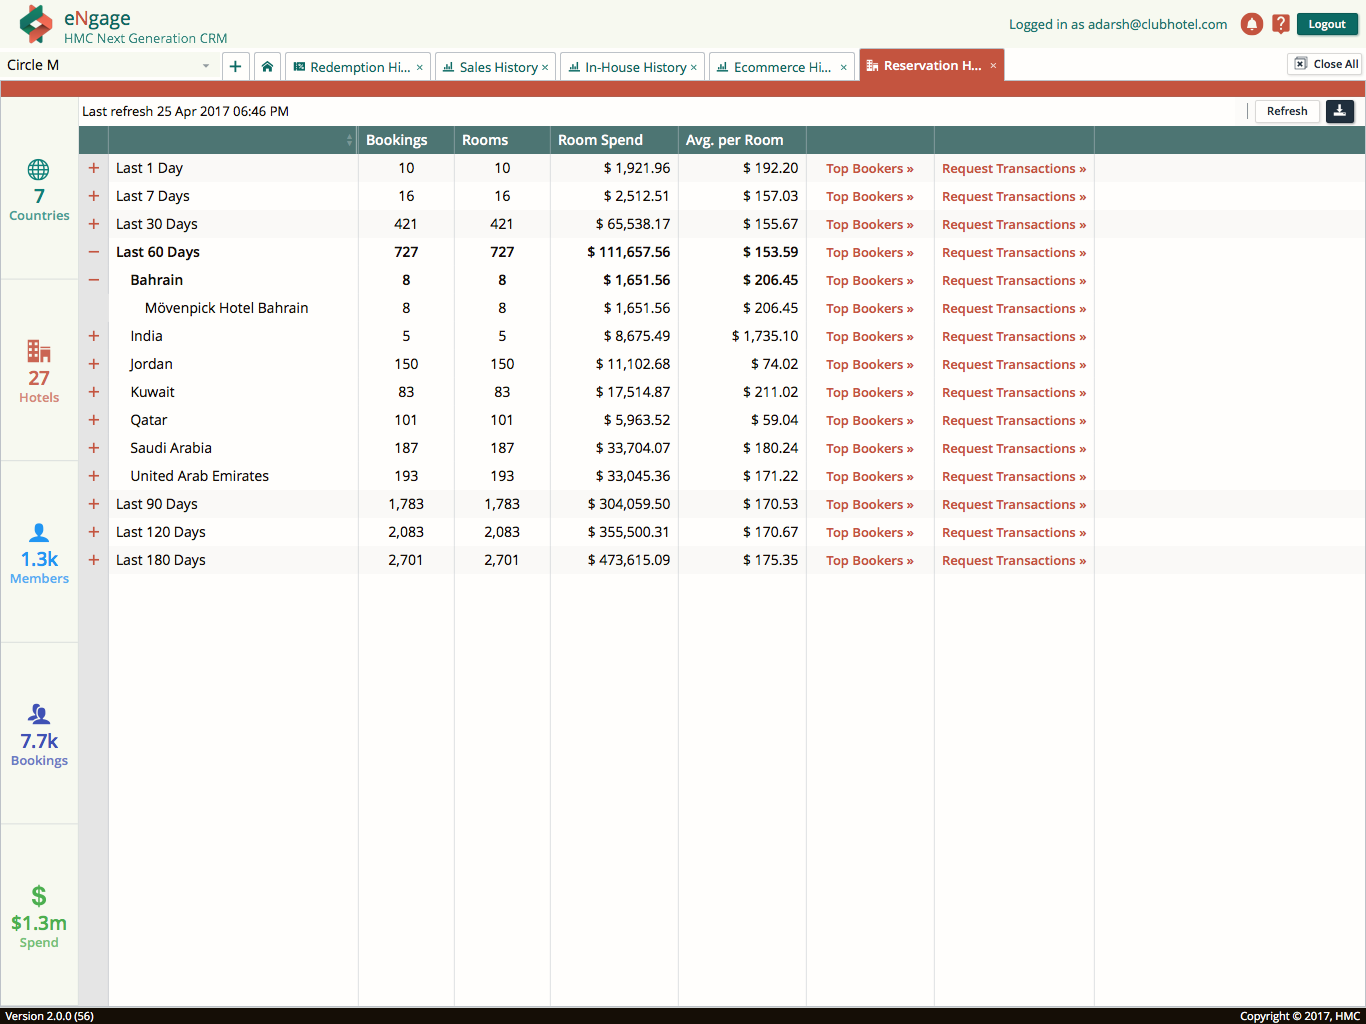 eNgage
HMC Next Generation CRM
Logged in as adarsh@clubhotel.com
?
Logout
Circle M
+
Redemption Hi... ×
Sales History ×
In-House History ×
Ecommerce Hi... ×
Reservation H... ×
Close All
Last refresh 25 Apr 2017 06:46 PM
Refresh
Bookings Rooms Room Spend Avg. per Room
+ Last 1 Day 10 10 $ 1,921.96 $ 192.20 Top Bookers » Request Transactions »
+ Last 7 Days 16 16 $ 2,512.51 $ 157.03 Top Bookers » Request Transactions »
+ Last 30 Days 421 421 $ 65,538.17 $ 155.67 Top Bookers » Request Transactions »
− Last 60 Days 727 727 $ 111,657.56 $ 153.59 Top Bookers » Request Transactions »
− Bahrain 8 8 $ 1,651.56 $ 206.45 Top Bookers » Request Transactions »
Mövenpick Hotel Bahrain 8 8 $ 1,651.56 $ 206.45 Top Bookers » Request Transactions »
+ India 5 5 $ 8,675.49 $ 1,735.10 Top Bookers » Request Transactions »
+ Jordan 150 150 $ 11,102.68 $ 74.02 Top Bookers » Request Transactions »
+ Kuwait 83 83 $ 17,514.87 $ 211.02 Top Bookers » Request Transactions »
+ Qatar 101 101 $ 5,963.52 $ 59.04 Top Bookers » Request Transactions »
+ Saudi Arabia 187 187 $ 33,704.07 $ 180.24 Top Bookers » Request Transactions »
+ United Arab Emirates 193 193 $ 33,045.36 $ 171.22 Top Bookers » Request Transactions »
+ Last 90 Days 1,783 1,783 $ 304,059.50 $ 170.53 Top Bookers » Request Transactions »
+ Last 120 Days 2,083 2,083 $ 355,500.31 $ 170.67 Top Bookers » Request Transactions »
+ Last 180 Days 2,701 2,701 $ 473,615.09 $ 175.35 Top Bookers » Request Transactions »
7
Countries
27
Hotels
1.3k
Members
7.7k
Bookings
$
$1.3m
Spend
Version 2.0.0 (56)
Copyright © 2017, HMC